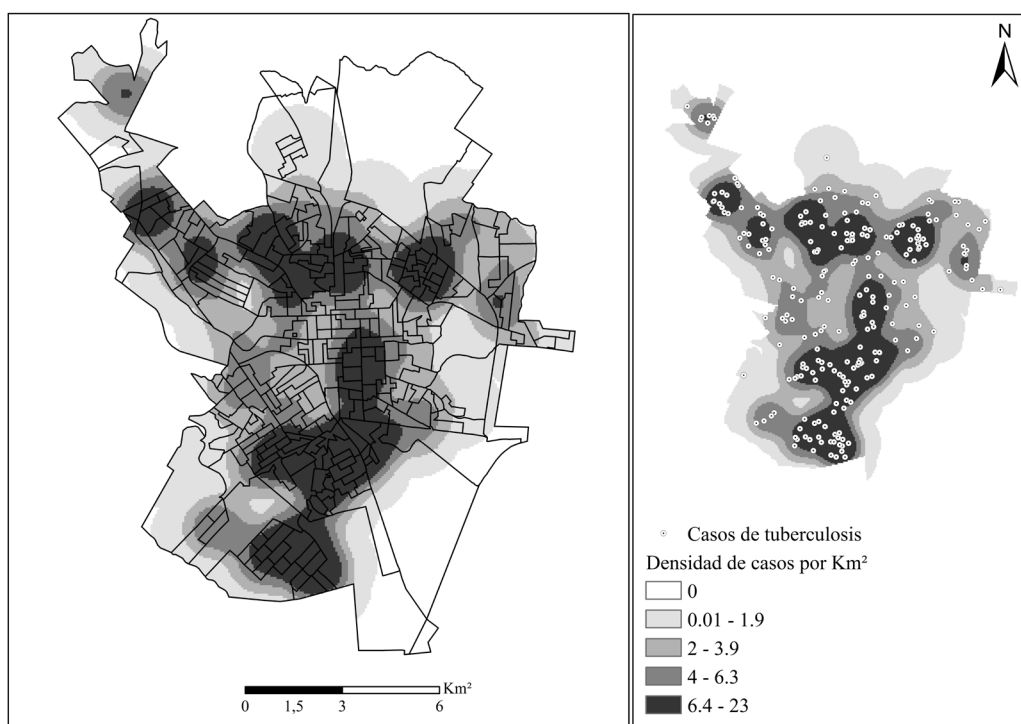 N
Casos de tuberculosis
Densidad de casos por Km²
0
0.01 - 1.9
2 - 3.9
4 - 6.3
6.4 - 23
Km²
0 1,5 3 6